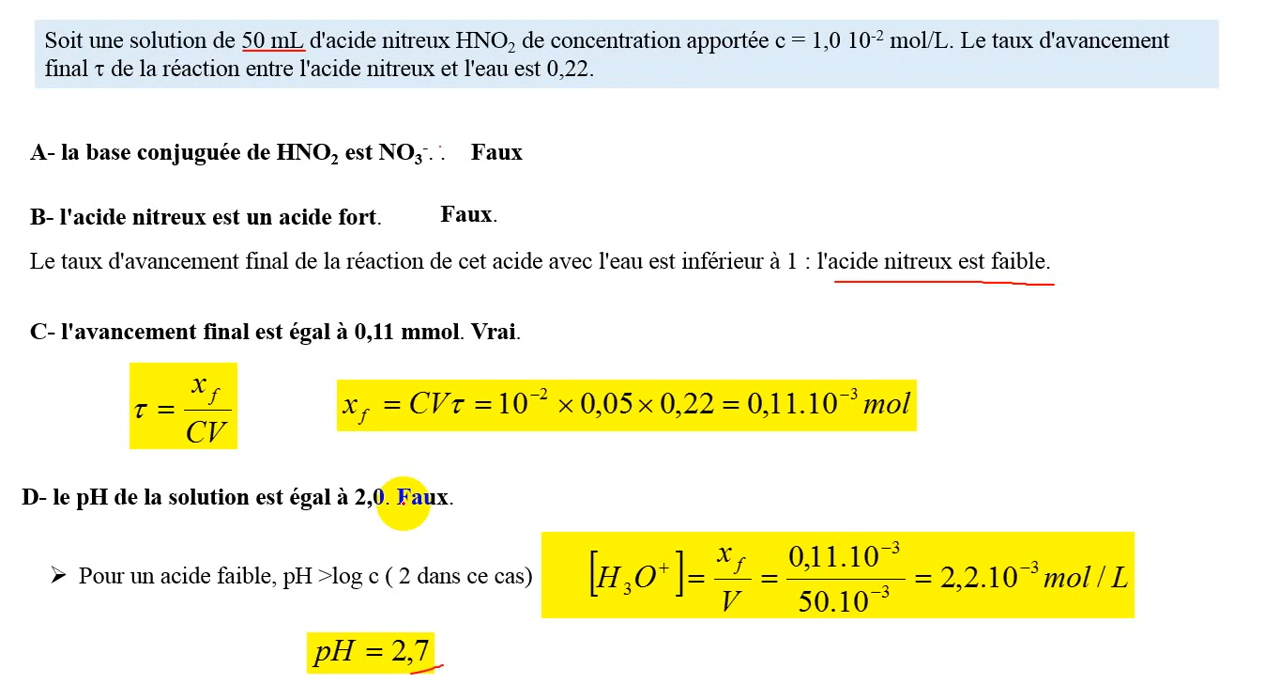 Soit une solution de 50 mL d'acide nitreux HNO₂ de concentration apportée c = 1,0 10⁻² mol/L. Le taux d'avancement
final τ de la réaction entre l'acide nitreux et l'eau est 0,22.
A- la base conjuguée de HNO₂ est NO₃⁻. Faux
B- l'acide nitreux est un acide fort. Faux.
Le taux d'avancement final de la réaction de cet acide avec l'eau est inférieur à 1 : l'acide nitreux est faible.
C- l'avancement final est égal à 0,11 mmol. Vrai.
τ = x_f / CV
x_f = CVτ = 10⁻² × 0,05 × 0,22 = 0,11.10⁻³ mol
D- le pH de la solution est égal à 2,0. Faux.
➢ Pour un acide faible, pH >log c ( 2 dans ce cas)
[H₃O⁺] = x_f / V = 0,11.10⁻³ / 50.10⁻³ = 2,2.10⁻³ mol / L
pH = 2,7